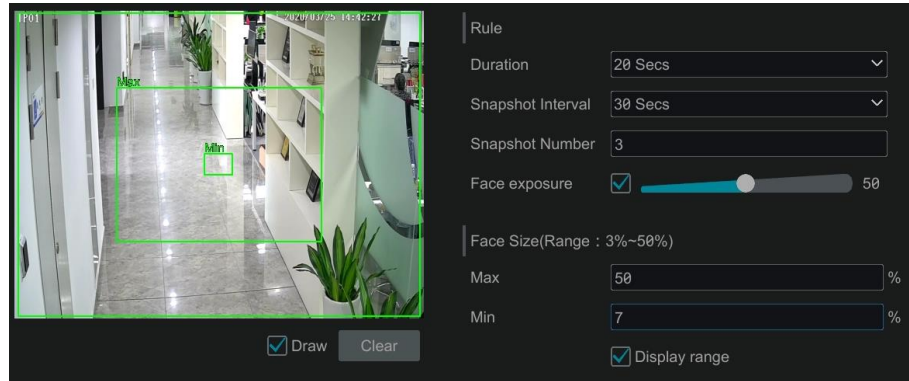 IP01
2020/03/25 14:42:27
Max
Min
Draw
Clear
Rule
Duration
20 Secs
Snapshot Interval
30 Secs
Snapshot Number
3
Face exposure
50
Face Size(Range : 3%~50%)
Max
50
%
Min
7
%
Display range